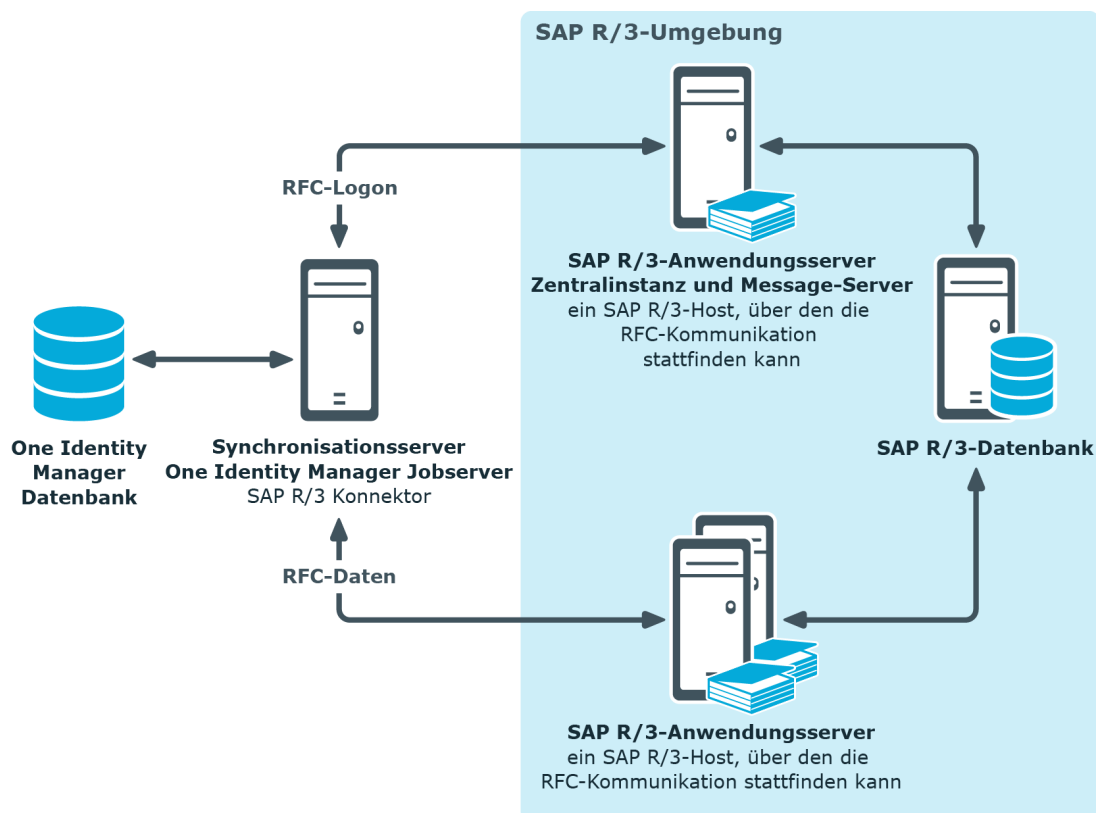 SAP R/3-Umgebung
RFC-Logon
SAP R/3-Anwendungsserver
Zentralinstanz und Message-Server
ein SAP R/3-Host, über den die
RFC-Kommunikation
stattfinden kann
One Identity
Manager
Datenbank
Synchronisationsserver
One Identity Manager Jobserver
SAP R/3 Konnektor
SAP R/3-Datenbank
RFC-Daten
SAP R/3-Anwendungsserver
ein SAP R/3-Host, über den die
RFC-Kommunikation stattfinden kann